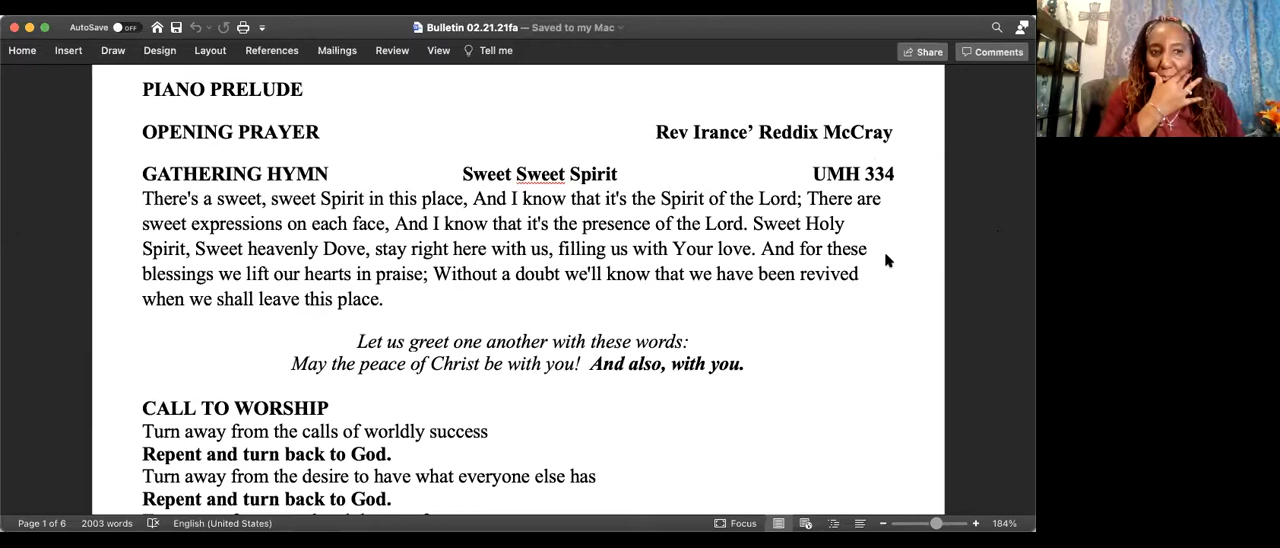 AutoSave OFF Bulletin 02.21.21fa — Saved to my Mac
Home Insert Draw Design Layout References Mailings Review View Tell me Share Comments
PIANO PRELUDE
OPENING PRAYER Rev Irance’ Reddix McCray
GATHERING HYMN Sweet Sweet Spirit UMH 334
There's a sweet, sweet Spirit in this place, And I know that it's the Spirit of the Lord; There are
sweet expressions on each face, And I know that it's the presence of the Lord. Sweet Holy
Spirit, Sweet heavenly Dove, stay right here with us, filling us with Your love. And for these
blessings we lift our hearts in praise; Without a doubt we'll know that we have been revived
when we shall leave this place.
Let us greet one another with these words:
May the peace of Christ be with you! And also, with you.
CALL TO WORSHIP
Turn away from the calls of worldly success
Repent and turn back to God.
Turn away from the desire to have what everyone else has
Repent and turn back to God.
Page 1 of 6 2003 words English (United States) Focus 184%